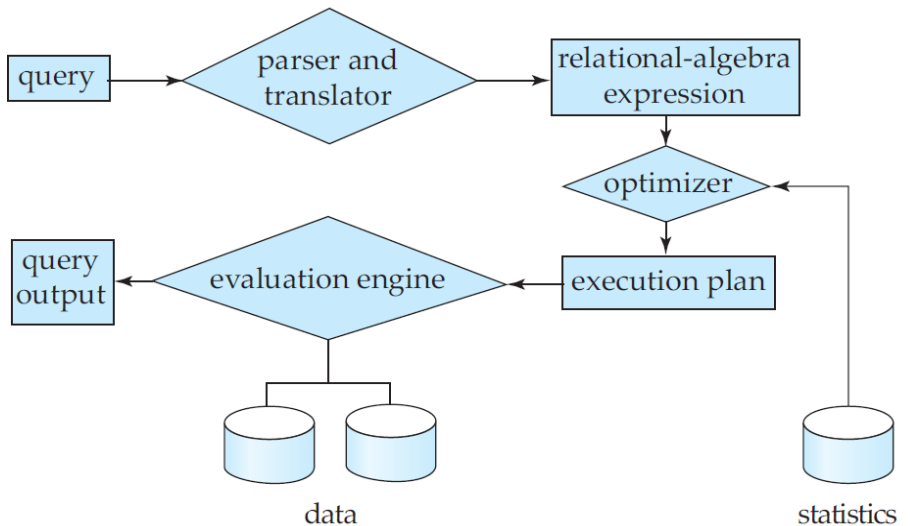 query
parser and
translator
relational-algebra
expression
optimizer
query
output
evaluation engine
execution plan
data
statistics